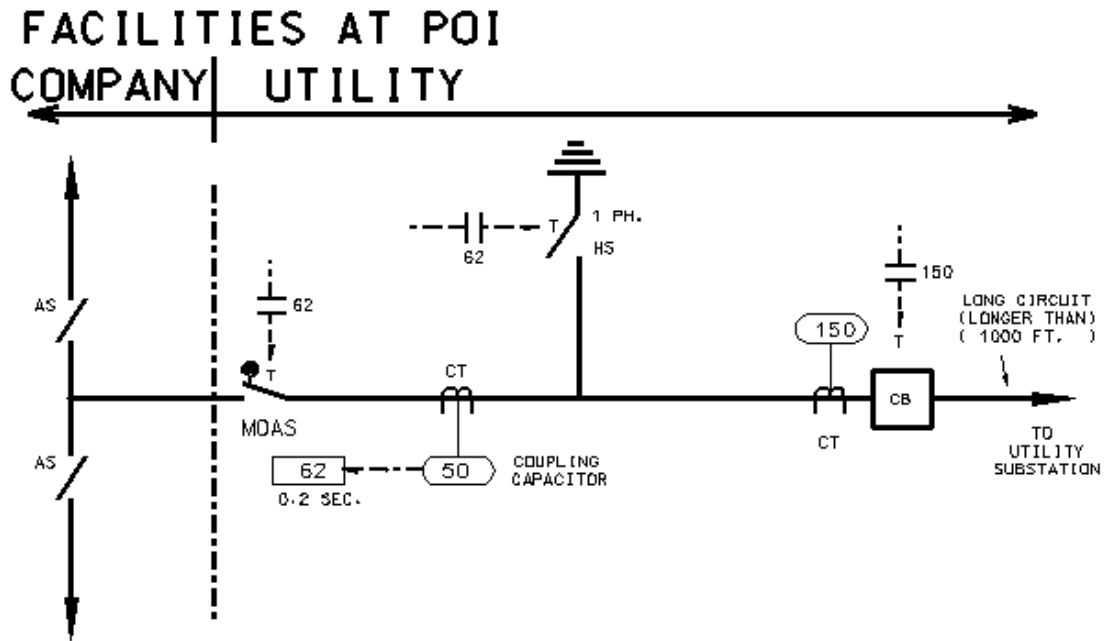 FACILITIES AT POI
COMPANY UTILITY
1 PH.
T
HS
62
150
T
LONG CIRCUIT
(LONGER THAN)
( 1000 FT. )
AS
62
T
150
CT
MOAS
CB
CT
AS
62
50
COUPLING
CAPACITOR
0.2 SEC.
TO
UTILITY
SUBSTATION